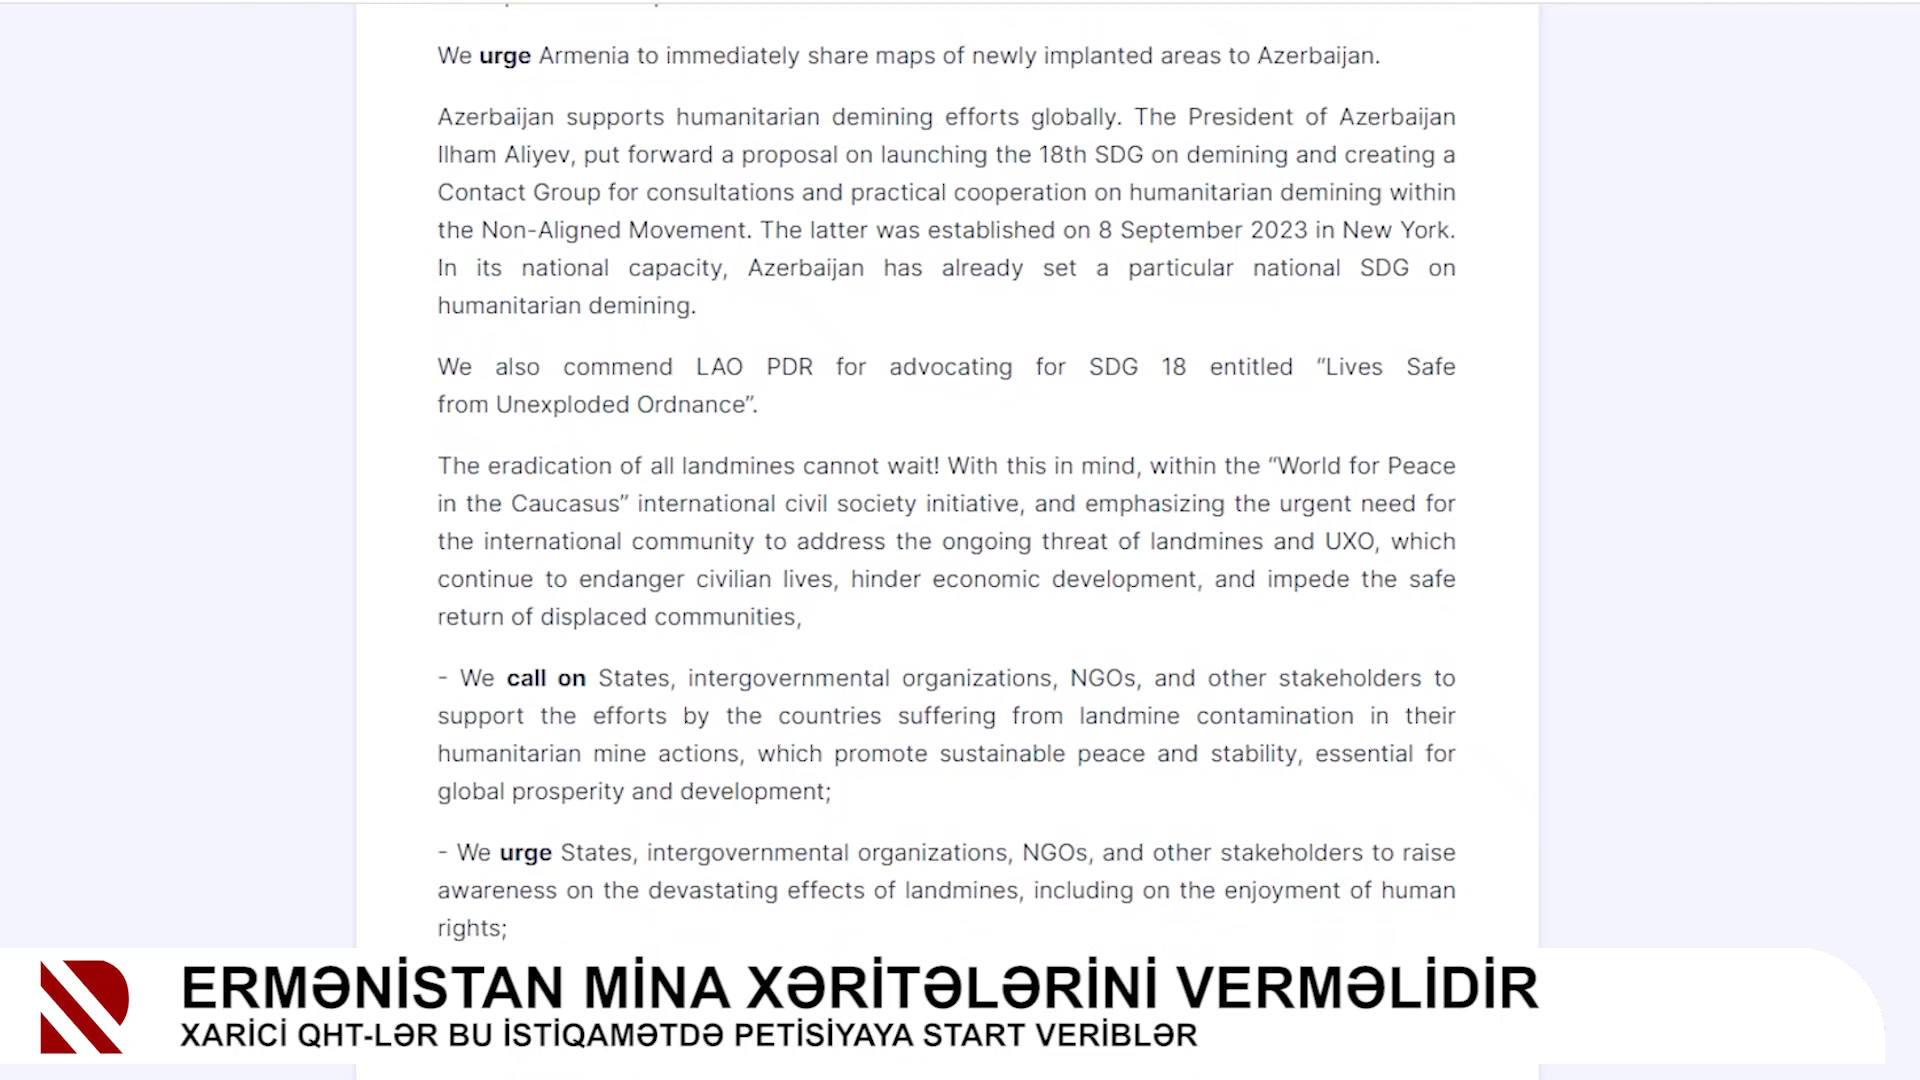 We urge Armenia to immediately share maps of newly implanted areas to Azerbaijan.
Azerbaijan supports humanitarian demining efforts globally. The President of Azerbaijan
Ilham Aliyev, put forward a proposal on launching the 18th SDG on demining and creating a
Contact Group for consultations and practical cooperation on humanitarian demining within
the Non-Aligned Movement. The latter was established on 8 September 2023 in New York.
In its national capacity, Azerbaijan has already set a particular national SDG on
humanitarian demining.
We also commend LAO PDR for advocating for SDG 18 entitled “Lives Safe
from Unexploded Ordnance”.
The eradication of all landmines cannot wait! With this in mind, within the “World for Peace
in the Caucasus” international civil society initiative, and emphasizing the urgent need for
the international community to address the ongoing threat of landmines and UXO, which
continue to endanger civilian lives, hinder economic development, and impede the safe
return of displaced communities,
- We call on States, intergovernmental organizations, NGOs, and other stakeholders to
support the efforts by the countries suffering from landmine contamination in their
humanitarian mine actions, which promote sustainable peace and stability, essential for
global prosperity and development;
- We urge States, intergovernmental organizations, NGOs, and other stakeholders to raise
awareness on the devastating effects of landmines, including on the enjoyment of human
rights;
ERMƏNİSTAN MİNA XƏRİTƏLƏRİNİ VERMƏLİDİR
XARİCİ QHT-LƏR BU İSTİQAMƏTDƏ PETİSİYAYA START VERİBLƏR